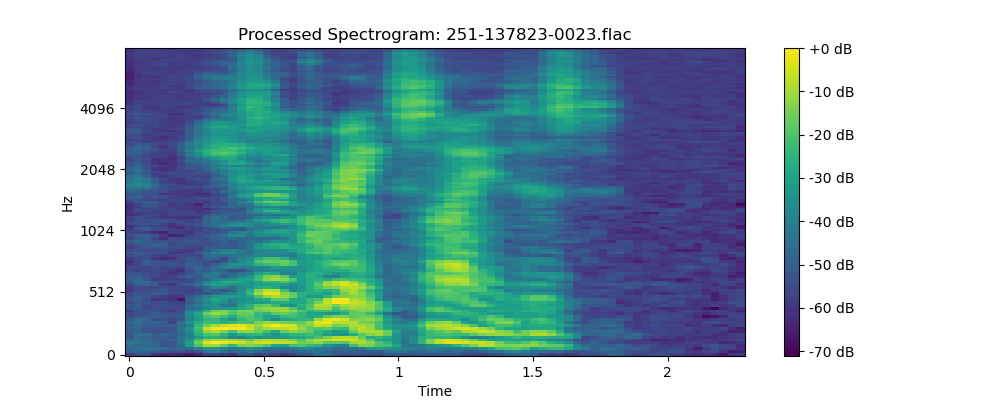 Processed Spectrogram: 251-137823-0023.flac
Hz
4096
2048
1024
512
0
0
0.5
1
1.5
2
Time
+0 dB
-10 dB
-20 dB
-30 dB
-40 dB
-50 dB
-60 dB
-70 dB